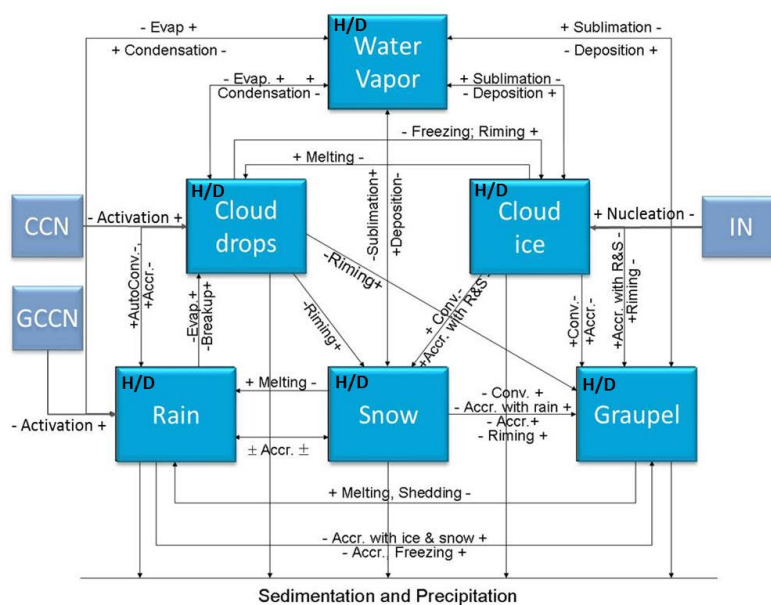 - Evap +
+ Condensation -
H/D
Water
Vapor
+ Sublimation -
- Deposition +
- Evap. + +
Condensation -
+ Sublimation -
- Deposition +
- Freezing; Riming +
+ Melting -
CCN
- Activation +
H/D
Cloud
drops
-Sublimation+
+Deposition-
H/D
Cloud
ice
+ Nucleation -
IN
GCCN
- Activation +
+AutoConv.-,
+Accr.-
-Evap.+
-Breakup+
-Riming+
-Riming+
+ Conv.-
+Accr. with R&S -
+Conv.-
+Accr.-
+Accr. with R&S -
+Riming -
H/D
Rain
+ Melting -
± Accr. ±
H/D
Snow
- Conv. +
- Accr. with rain +
- Accr.+
- Riming +
H/D
Graupel
+ Melting, Shedding -
- Accr. with ice & snow +
- Accr., Freezing +
Sedimentation and Precipitation